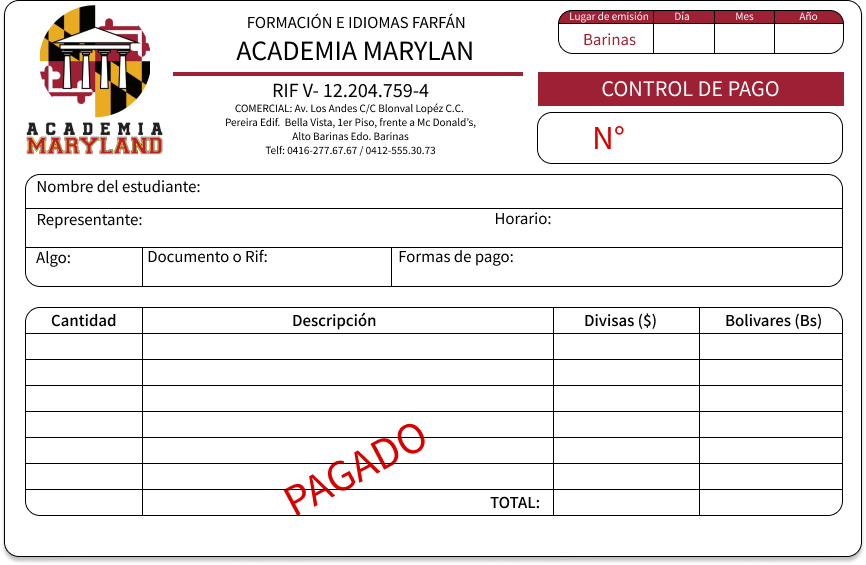 ACADEMIA
MARYLAND
FORMACIÓN E IDIOMAS FARFÁN
ACADEMIA MARYLAN
RIF V- 12.204.759-4
COMERCIAL: Av. Los Andes C/C Blonval Lopéz C.C.
Pereira Edif. Bella Vista, 1er Piso, frente a Mc Donald's,
Alto Barinas Edo. Barinas
Telf: 0416-277.67.67 / 0412-555.30.73
Lugar de emisión Día Mes Año
Barinas
CONTROL DE PAGO
N°
Nombre del estudiante:
Representante: Horario:
Algo: Documento o Rif: Formas de pago:
Cantidad Descripción Divisas ($) Bolivares (Bs)
PAGADO
TOTAL: